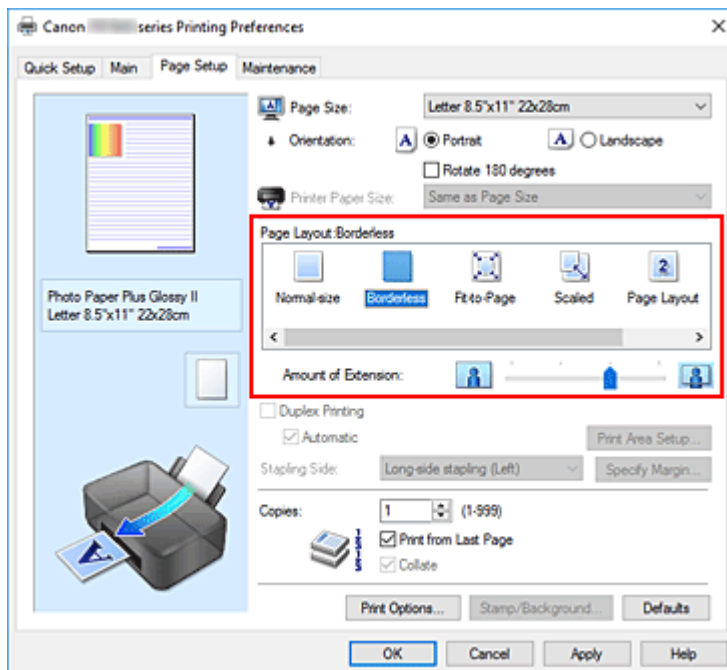 Canon series Printing Preferences
Quick Setup Main Page Setup Maintenance
Page Size: Letter 8.5"x11" 22x28cm
Orientation: A Portrait A Landscape
Rotate 180 degrees
Printer Paper Size: Same as Page Size
Page Layout:Borderless
2
Normal-size Borderless Fit-to-Page Scaled Page Layout
Photo Paper Plus Glossy II
Letter 8.5"x11" 22x28cm
Amount of Extension:
Duplex Printing
Automatic Print Area Setup...
Stapling Side: Long-side stapling (Left) Specify Margin...
Copies: 1 (1-999)
Print from Last Page
Collate
A
Print Options... Stamp/Background... Defaults
OK Cancel Apply Help